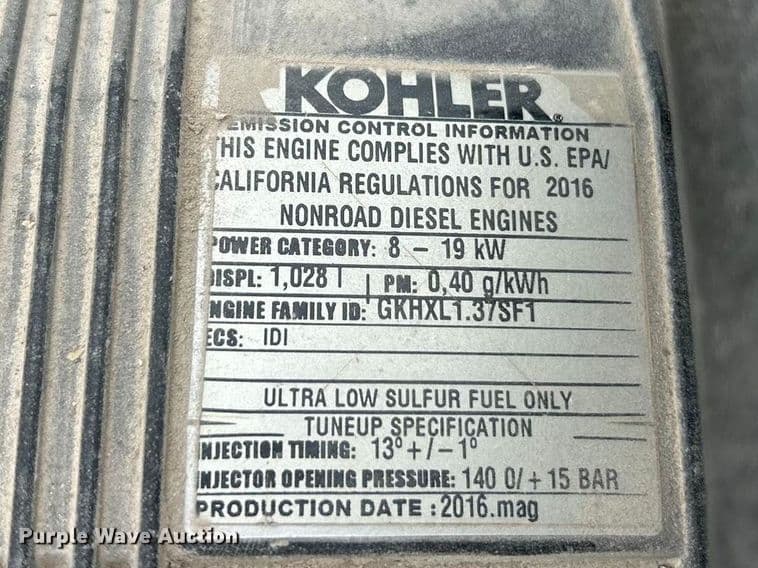 KOHLER®
EMISSION CONTROL INFORMATION
THIS ENGINE COMPLIES WITH U.S. EPA/
CALIFORNIA REGULATIONS FOR 2016
NONROAD DIESEL ENGINES
POWER CATEGORY: 8 – 19 kW
DISPL: 1,028 l | PM: 0,40 g/kWh
ENGINE FAMILY ID: GKHXL1.37SF1
ECS: IDI
ULTRA LOW SULFUR FUEL ONLY
TUNEUP SPECIFICATION
INJECTION TIMING: 13º +/– 1º
INJECTOR OPENING PRESSURE: 140 0/ + 15 BAR
PRODUCTION DATE : 2016.mag
Purple Wave Auction